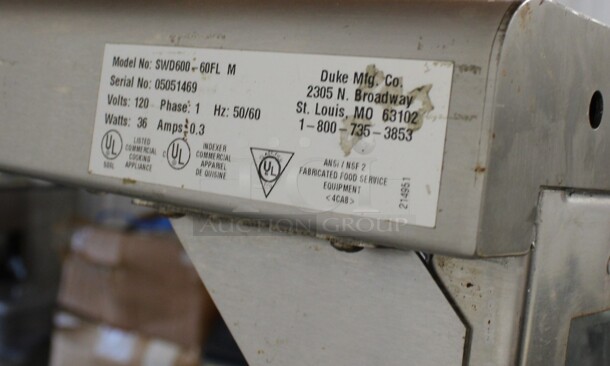 Model No: SWD600-60FL M
Serial No: 05051469
Volts: 120 Phase: 1 Hz: 50/60
Watts: 36 Amps: 0.3
Duke Mfg. Co.
2305 N. Broadway
St. Louis, MO 63102
1-800-735-3853
UL
LISTED
COMMERCIAL
COOKING
APPLIANCE
UL
INDEXER
COMMERCIAL
APPAREL
DE QUISINE
UL
ANSI / NSF 2
FABRICATED FOOD SERVICE
EQUIPMENT
<4CA8>
214951
AUCTION GROUP